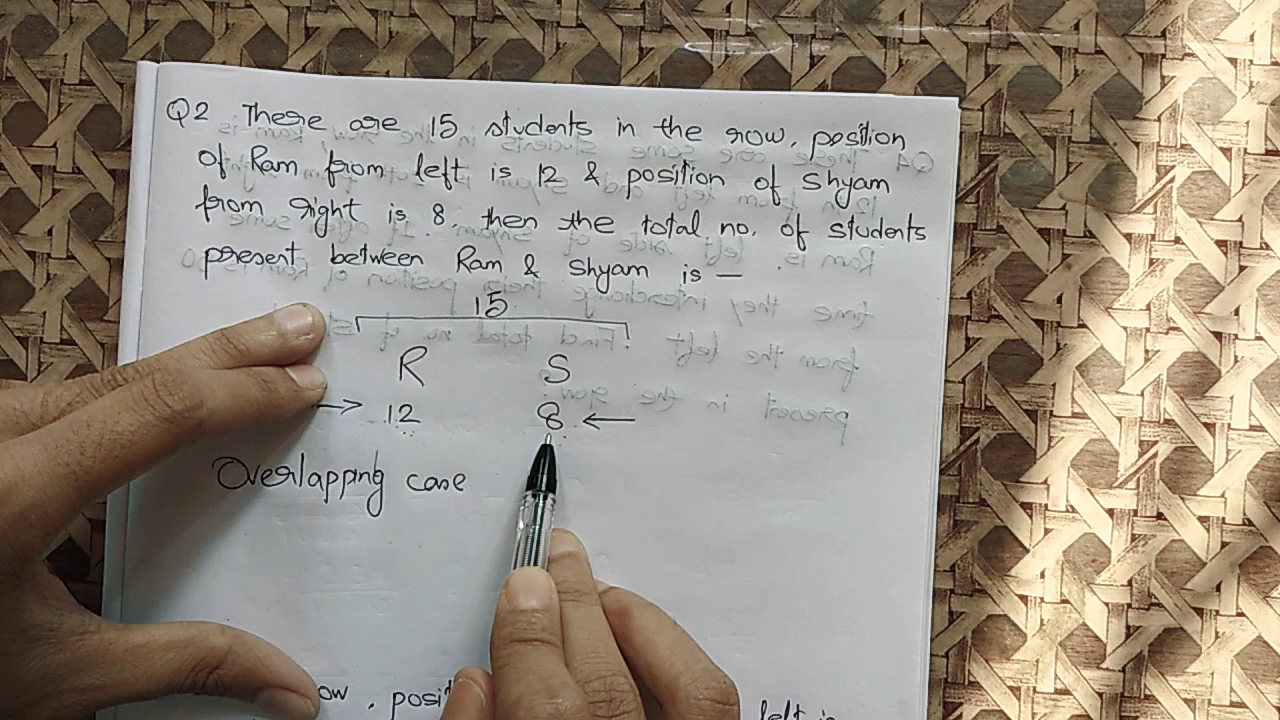 Q2 There are 15 students in the row, position
of Ram from left is 12 & position of Shyam
from right is 8, then the total no. of students
present between Ram & Shyam is —
15
R S
→ 12 8 ←
Overlapping case
ow, posit left is